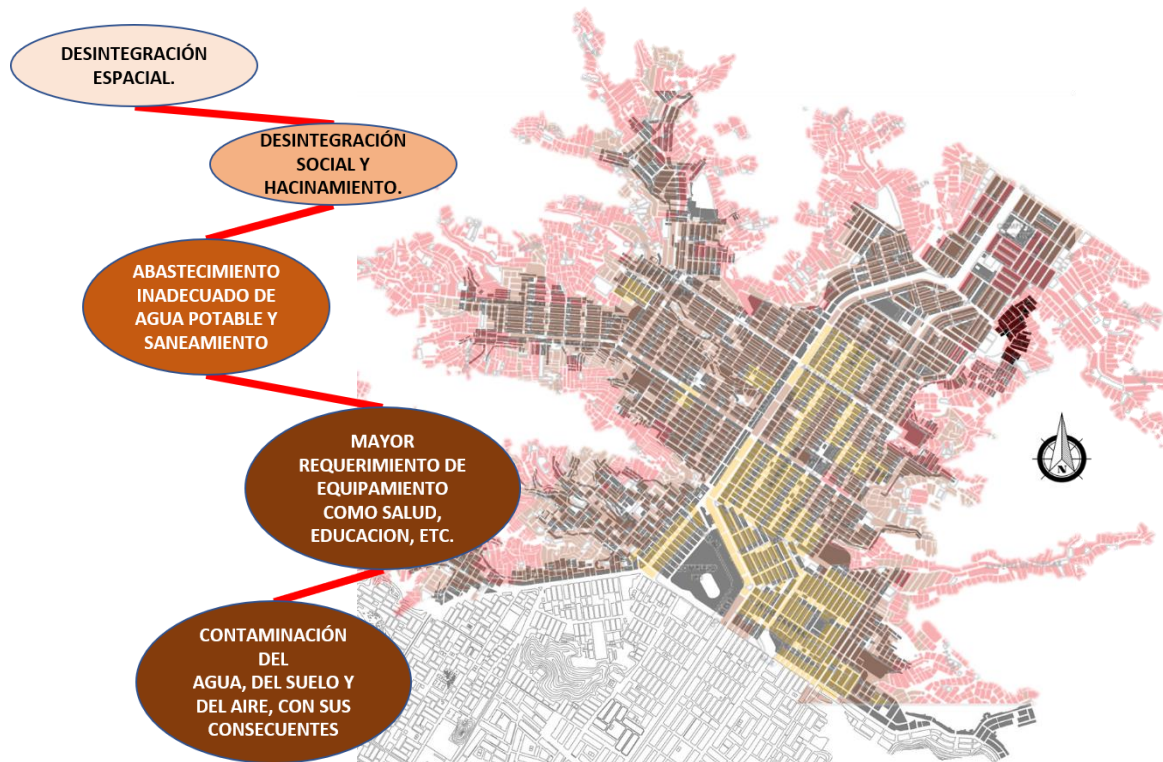 DESINTEGRACIÓN
ESPACIAL.
DESINTEGRACIÓN
SOCIAL Y
HACINAMIENTO.
ABASTECIMIENTO
INADECUADO DE
AGUA POTABLE Y
SANEAMIENTO
MAYOR
REQUERIMIENTO DE
EQUIPAMIENTO
COMO SALUD,
EDUCACION, ETC.
CONTAMINACIÓN
DEL
AGUA, DEL SUELO Y
DEL AIRE, CON SUS
CONSECUENTES
N